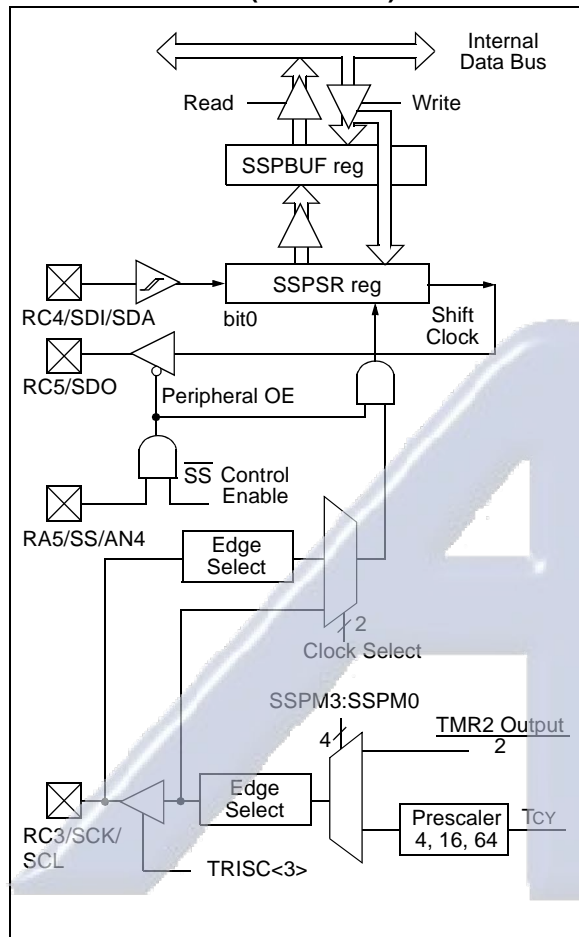 Internal
Data Bus
Read
Write
SSPBUF reg
SSPSR reg
RC4/SDI/SDA
bit0
Shift
Clock
RC5/SDO
Peripheral OE
SS Control
Enable
RA5/SS/AN4
Edge
Select
2
Clock Select
SSPM3:SSPM0
TMR2 Output
2
4
Edge
Select
Prescaler
4, 16, 64
TCY
RC3/SCK/
SCL
TRISC<3>